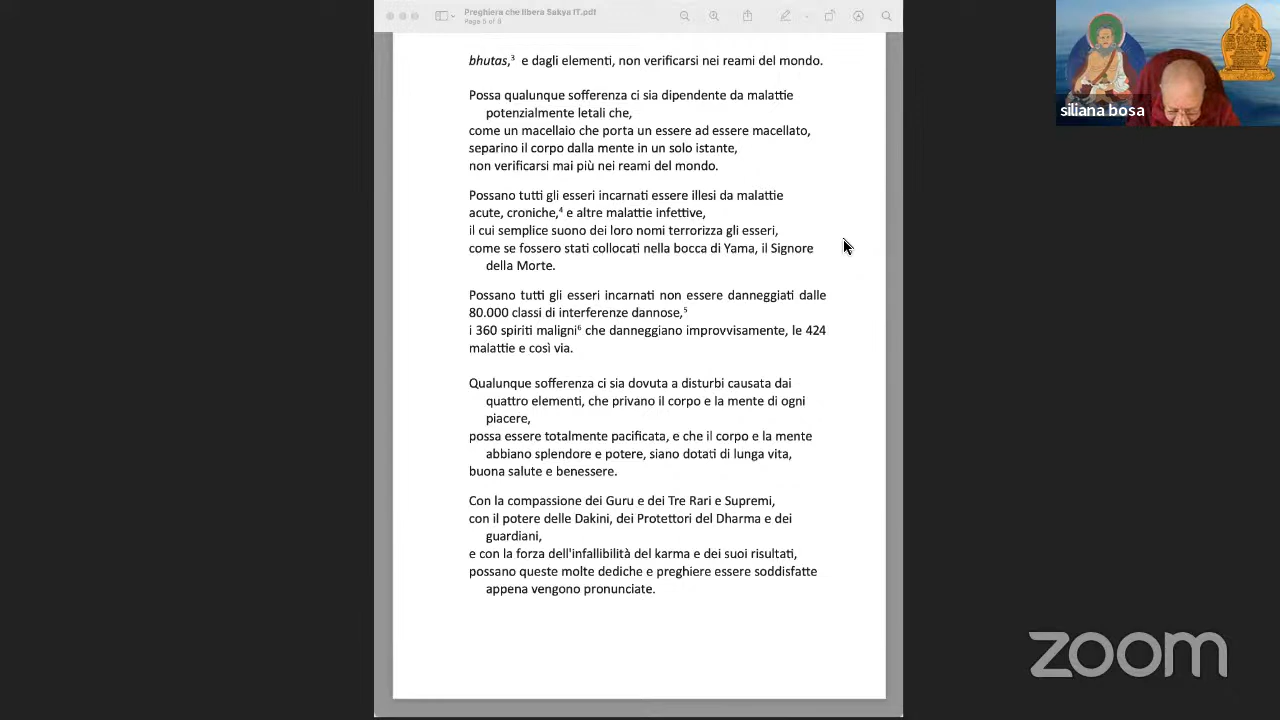 Preghiera che libera Sakya IT.pdf
Page 5 of 8
bhutas,³ e dagli elementi, non verificarsi nei reami del mondo.
Possa qualunque sofferenza ci sia dipendente da malattie
potenzialmente letali che,
come un macellaio che porta un essere ad essere macellato,
separino il corpo dalla mente in un solo istante,
non verificarsi mai più nei reami del mondo.
Possano tutti gli esseri incarnati essere illesi da malattie
acute, croniche,⁴ e altre malattie infettive,
il cui semplice suono dei loro nomi terrorizza gli esseri,
come se fossero stati collocati nella bocca di Yama, il Signore
della Morte.
Possano tutti gli esseri incarnati non essere danneggiati dalle
80.000 classi di interferenze dannose,⁵
i 360 spiriti maligni⁶ che danneggiano improvvisamente, le 424
malattie e così via.
Qualunque sofferenza ci sia dovuta a disturbi causata dai
quattro elementi, che privano il corpo e la mente di ogni
piacere,
possa essere totalmente pacificata, e che il corpo e la mente
abbiano splendore e potere, siano dotati di lunga vita,
buona salute e benessere.
Con la compassione dei Guru e dei Tre Rari e Supremi,
con il potere delle Dakini, dei Protettori del Dharma e dei
guardiani,
e con la forza dell'infallibilità del karma e dei suoi risultati,
possano queste molte dediche e preghiere essere soddisfatte
appena vengono pronunciate.
siliana bosa
zoom